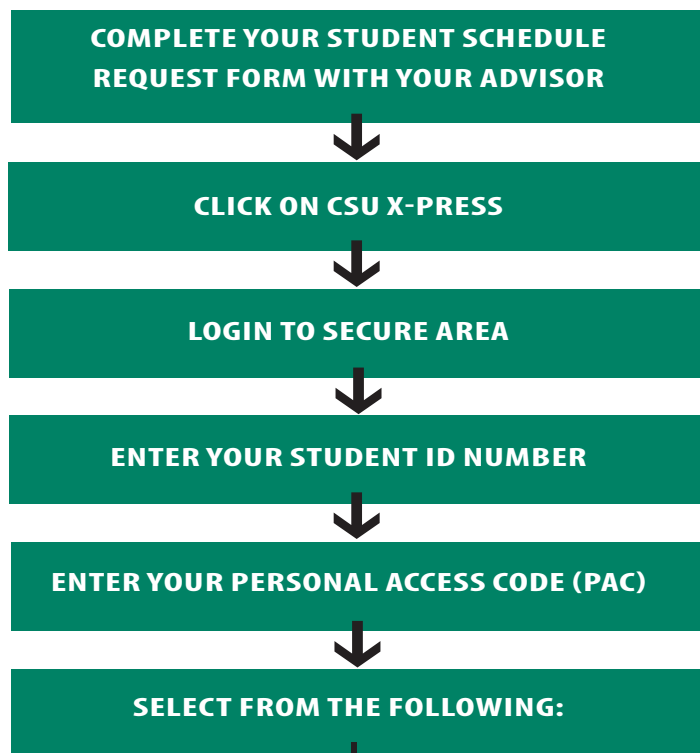 COMPLETE YOUR STUDENT SCHEDULE
REQUEST FORM WITH YOUR ADVISOR
CLICK ON CSU X-PRESS
LOGIN TO SECURE AREA
ENTER YOUR STUDENT ID NUMBER
ENTER YOUR PERSONAL ACCESS CODE (PAC)
SELECT FROM THE FOLLOWING: